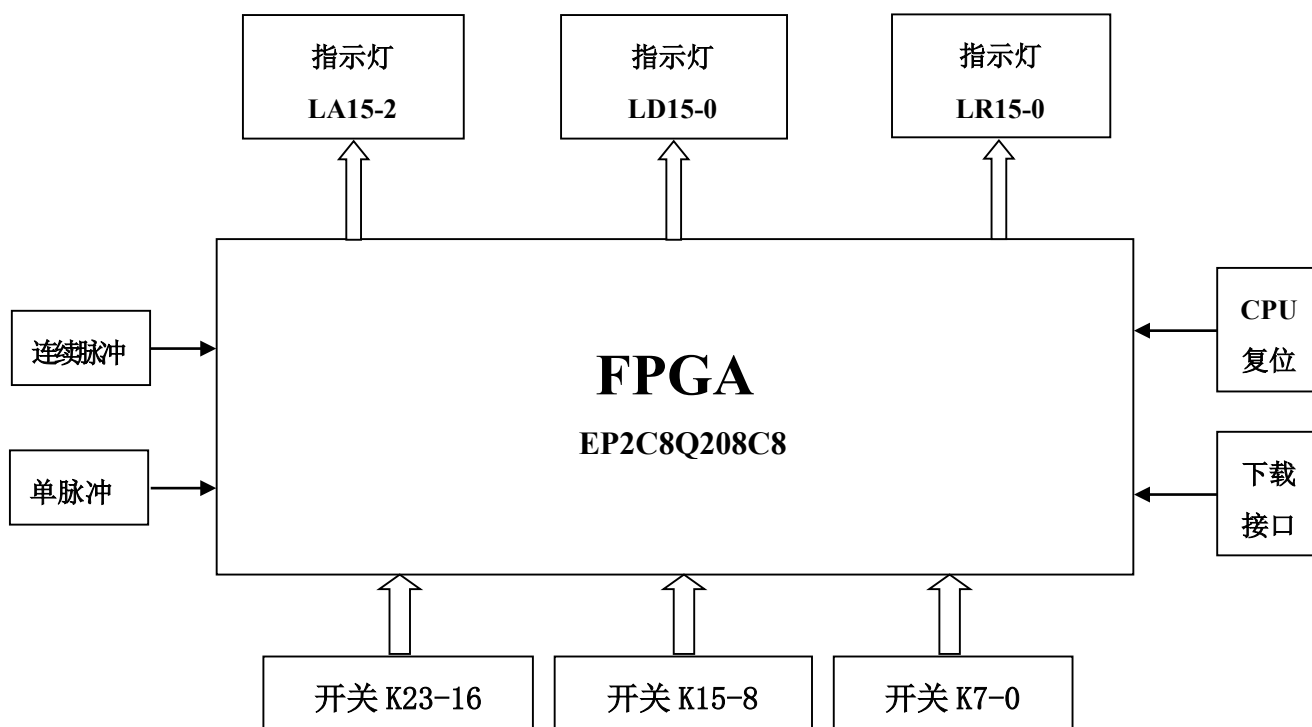 指示灯
LA15-2
指示灯
LD15-0
指示灯
LR15-0
连续脉冲
单脉冲
FPGA
EP2C8Q208C8
CPU
复位
下载
接口
开关 K23-16
开关 K15-8
开关 K7-0